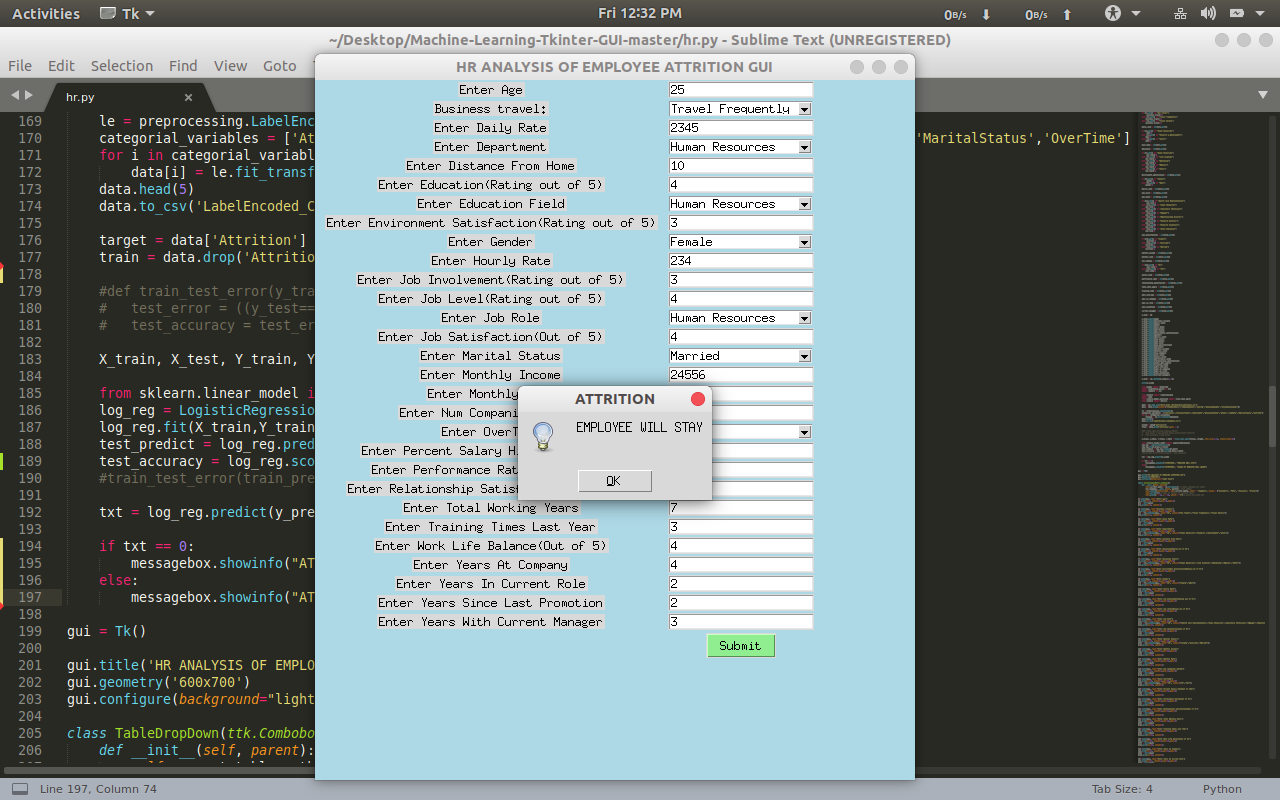 Activities Tk Fri 12:32 PM 0B/s 0B/s
~/Desktop/Machine-Learning-Tkinter-GUI-master/hr.py - Sublime Text (UNREGISTERED)
File Edit Selection Find View Goto
HR ANALYSIS OF EMPLOYEE ATTRITION GUI
hr.py
Enter Age 25
Business travel: Travel Frequently
Enter Daily Rate 2345
Enter Department Human Resources
Enter Distance From Home 10
Enter Education(Rating out of 5) 4
Enter Education Field Human Resources
Enter Environment Satisfaction(Rating out of 5) 3
Enter Gender Female
Enter Hourly Rate 234
Enter Job Involvement(Rating out of 5) 3
Enter Job Level(Rating out of 5) 4
Enter Job Role Human Resources
Enter Job Satisfaction(Out of 5) 4
Enter Marital Status Married
Enter Monthly Income 24556
Enter Monthly
Enter Num Compani
Enter OverT
Enter Percent Salary H
Enter Performance Rat
Enter Relationship Satis
Enter Total Working Years 7
Enter Training Times Last Year 3
Enter Work Life Balance(Out of 5) 4
Enter Years At Company 4
Enter Years In Current Role 2
Enter Years Since Last Promotion 2
Enter Years With Current Manager 3
Submit
ATTRITION
EMPLOYEE WILL STAY
OK
169 le = preprocessing.LabelEnc
170 categorial_variables = ['At 'MaritalStatus','OverTime']
171 for i in categorial_variabl
172 data[i] = le.fit_transf
173 data.head(5)
174 data.to_csv('LabelEncoded_C
175
176 target = data['Attrition']
177 train = data.drop('Attritio
178
179 #def train_test_error(y_tra
180 # test_error = ((y_test==
181 # test_accuracy = test_er
182
183 X_train, X_test, Y_train, Y
184
185 from sklearn.linear_model i
186 log_reg = LogisticRegressio
187 log_reg.fit(X_train,Y_train
188 test_predict = log_reg.pred
189 test_accuracy = log_reg.sco
190 #train_test_error(train_pre
191
192 txt = log_reg.predict(y_pre
193
194 if txt == 0:
195 messagebox.showinfo("AT
196 else:
197 messagebox.showinfo("AT
198
199 gui = Tk()
200
201 gui.title('HR ANALYSIS OF EMPLO
202 gui.geometry('600x700')
203 gui.configure(background="light
204
205 class TableDropDown(ttk.Combobo
206 def __init__(self, parent):
Line 197, Column 74 Tab Size: 4 Python